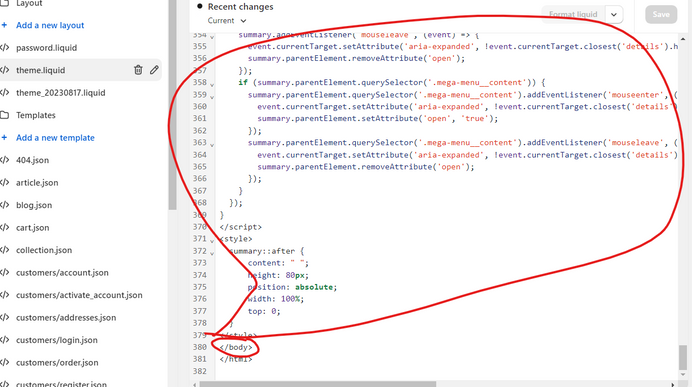 Layout
Add a new layout
password.liquid
theme.liquid
theme_20230817.liquid
Templates
Add a new template
404.json
article.json
blog.json
cart.json
collection.json
customers/account.json
customers/activate_account.json
customers/addresses.json
customers/login.json
customers/order.json
customers/register.json
Recent changes
Current
Format liquid
Save
354 summary.addEventListener('mouseleave', (event) => {
355 event.currentTarget.setAttribute('aria-expanded', !event.currentTarget.closest('details').h
356 summary.parentElement.removeAttribute('open');
357 });
358 if (summary.parentElement.querySelector('.mega-menu__content')) {
359 summary.parentElement.querySelector('.mega-menu__content').addEventListener('mouseenter', (
360 event.currentTarget.setAttribute('aria-expanded', !event.currentTarget.closest('details')
361 summary.parentElement.setAttribute('open', 'true');
362 });
363 summary.parentElement.querySelector('.mega-menu__content').addEventListener('mouseleave', (
364 event.currentTarget.setAttribute('aria-expanded', !event.currentTarget.closest('details')
365 summary.parentElement.removeAttribute('open');
366 });
367 }
368 });
369 }
370 </script>
371 <style>
372 summary::after {
373 content: " ";
374 height: 80px;
375 position: absolute;
376 width: 100%;
377 top: 0;
378 }
379 </style>
380 </body>
381 </html>
382